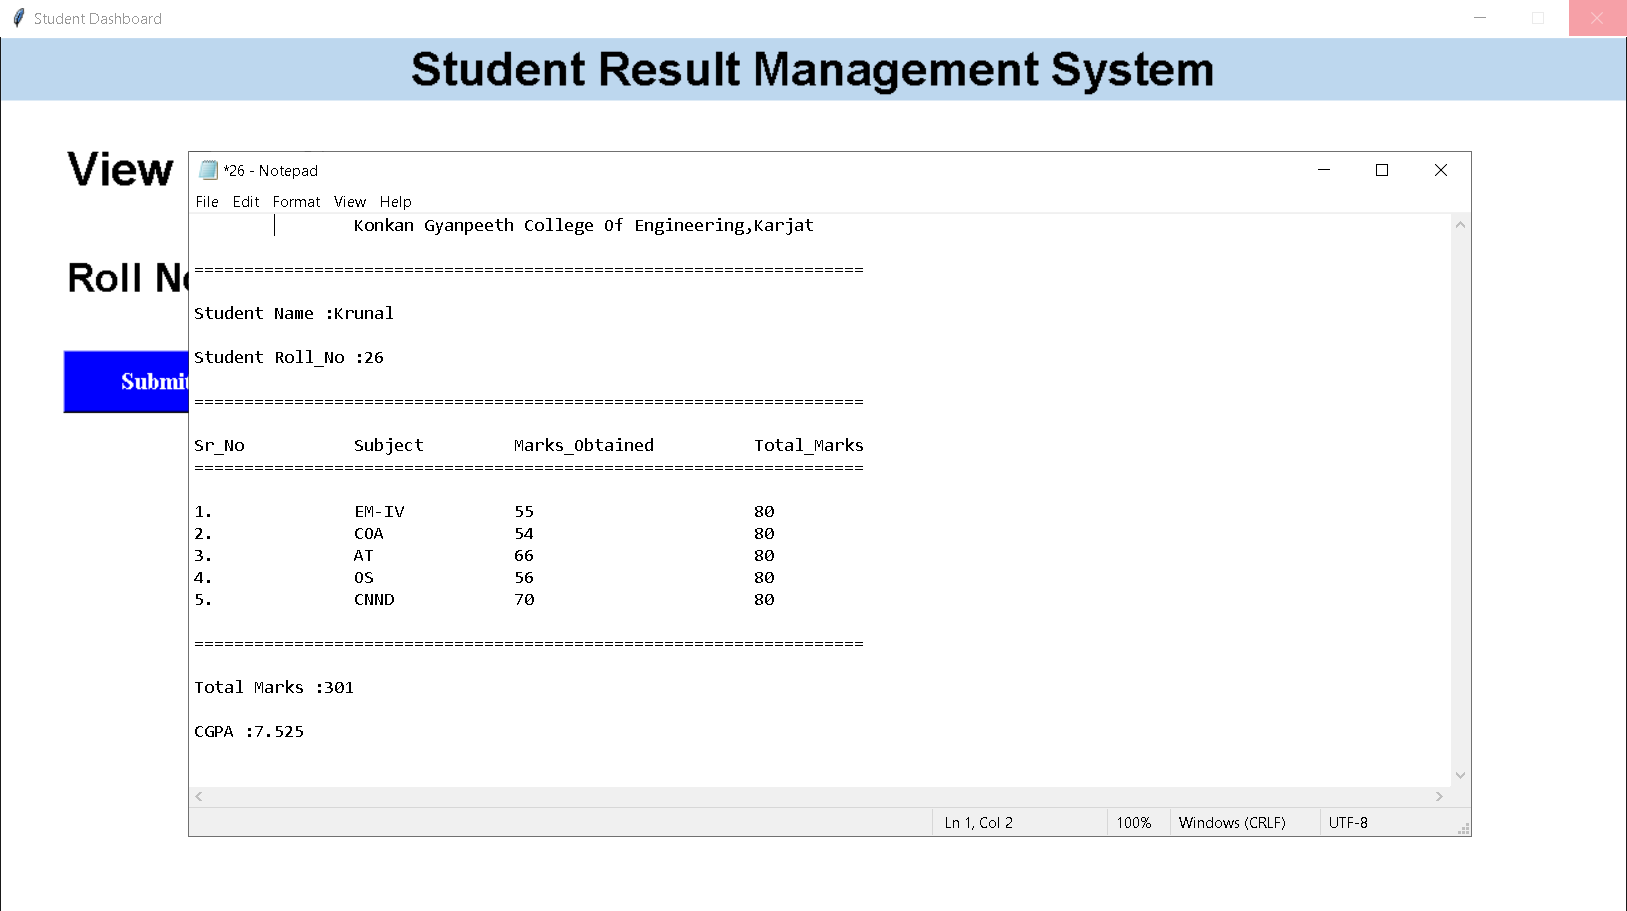 Student Dashboard
Student Result Management System
View
*26 - Notepad
File Edit Format View Help
Konkan Gyanpeeth College Of Engineering,Karjat
===================================================================
Roll No
Student Name :Krunal
Student Roll_No :26
Submit
===================================================================
Sr_No Subject Marks_Obtained Total_Marks
===================================================================
1. EM-IV 55 80
2. COA 54 80
3. AT 66 80
4. OS 56 80
5. CNND 70 80
===================================================================
Total Marks :301
CGPA :7.525
Ln 1, Col 2 100% Windows (CRLF) UTF-8